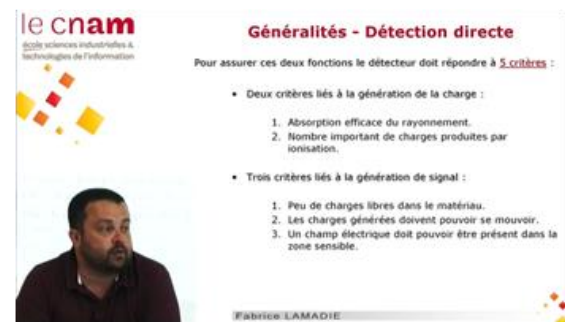 le cnam
école sciences industrielles &
technologies de l'information
Généralités - Détection directe
Pour assurer ces deux fonctions le détecteur doit répondre à 5 critères :
• Deux critères liés à la génération de la charge :
1. Absorption efficace du rayonnement.
2. Nombre important de charges produites par
ionisation.
• Trois critères liés à la génération de signal :
1. Peu de charges libres dans le matériau.
2. Les charges générées doivent pouvoir se mouvoir.
3. Un champ électrique doit pouvoir être présent dans la
zone sensible.
Fabrice LAMADIE